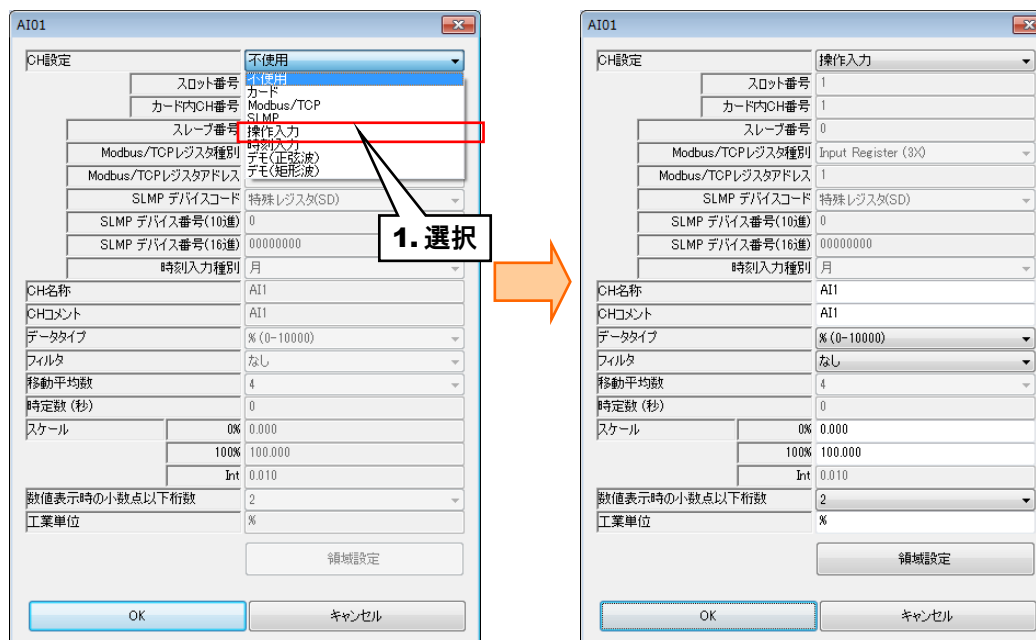 AI01
CH設定 不使用
不使用
スロット番号
カード
カード内CH番号 Modbus/TCP
SLMP
スレーブ番号 操作入力
時刻入力
Modbus/TCPレジスタ種別 デモ(正弦波)
Modbus/TCPレジスタアドレス デモ(矩形波)
SLMP デバイスコード 特殊レジスタ(SD)
SLMP デバイス番号(10進) 0
SLMP デバイス番号(16進) 00000000
時刻入力種別 月
CH名称 AI1
CHコメント AI1
データタイプ % (0-10000)
フィルタ なし
移動平均数 4
時定数 (秒) 0
スケール 0% 0.000
100% 100.000
Int 0.010
数値表示時の小数点以下桁数 2
工業単位 %
領域設定
OK キャンセル
1. 選択
AI01
CH設定 操作入力
スロット番号 1
カード内CH番号 1
スレーブ番号 0
Modbus/TCPレジスタ種別 Input Register (3X)
Modbus/TCPレジスタアドレス 1
SLMP デバイスコード 特殊レジスタ(SD)
SLMP デバイス番号(10進) 0
SLMP デバイス番号(16進) 00000000
時刻入力種別 月
CH名称 AI1
CHコメント AI1
データタイプ % (0-10000)
フィルタ なし
移動平均数 4
時定数 (秒) 0
スケール 0% 0.000
100% 100.000
Int 0.010
数値表示時の小数点以下桁数 2
工業単位 %
領域設定
OK キャンセル